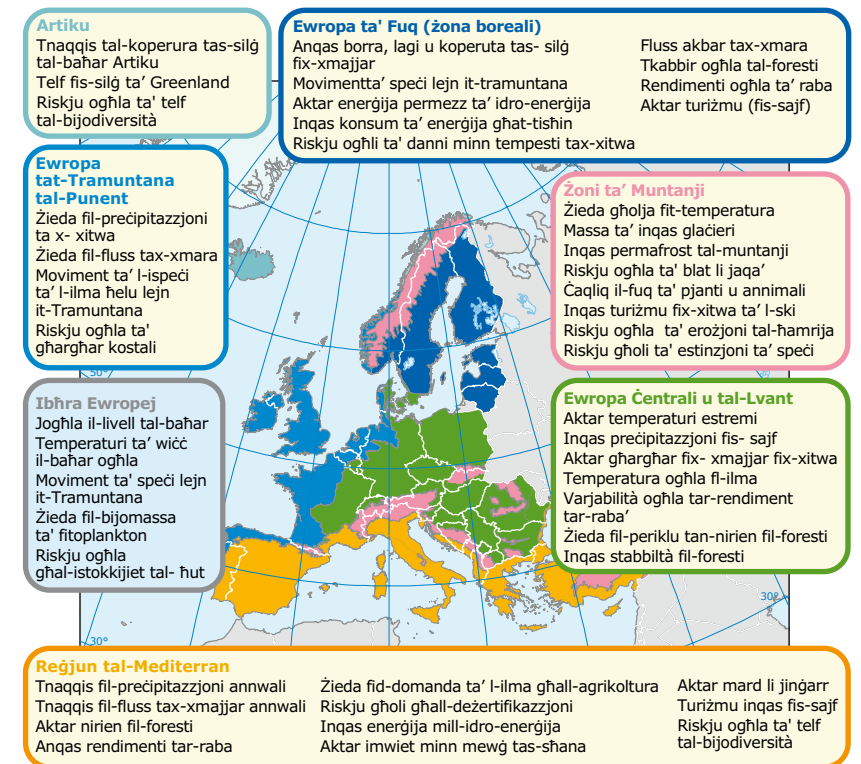 Artiku
Tnaqqis tal-koperura tas-silġ
tal-baħar Artiku
Telf fis-silġ ta’ Greenland
Riskju ogħla ta' telf
tal-bijodiversità
Ewropa ta' Fuq (żona boreali)
Anqas borra, lagi u koperuta tas- silġ
fix-xmajjar
Movimentta’ speċi lejn it-tramuntana
Aktar enerġija permezz ta’ idro-enerġija
Inqas konsum ta’ enerġija għat-tisħin
Riskju ogħli ta' danni minn tempesti tax-xitwa
Fluss akbar tax-xmara
Tkabbir ogħla tal-foresti
Rendimenti ogħla ta’ raba
Aktar turiżmu (fis-sajf)
Ewropa
tat-Tramuntana
tal-Punent
Żieda fil-preċipitazzjoni
ta x- xitwa
Żieda fil-fluss tax-xmara
Moviment ta’ l-ispeċi
ta’ l-ilma ħelu lejn
it-Tramuntana
Riskju ogħla ta'
għargħar kostali
Żoni ta’ Muntanji
Żieda għolja fit-temperatura
Massa ta’ inqas glaċieri
Inqas permafrost tal-muntanji
Riskju ogħla ta' blat li jaqa’
Ċaqliq il-fuq ta' pjanti u annimali
Inqas turiżmu fix-xitwa ta’ l-ski
Riskju ogħla ta' erożjoni tal-ħamrija
Riskju għoli ta' estinzjoni ta’ speċi
50°
Ibħra Ewropej
Jogħla il-livell tal-baħar
Temperaturi ta’ wiċċ
il-baħar ogħla
Moviment ta' speċi lejn
it-Tramuntana
Żieda fil-bijomassa
ta' fitoplankton
Riskju ogħla
għal-istokkijiet tal- ħut
Ewropa Ċentrali u tal-Lvant
Aktar temperaturi estremi
Inqas preċipitazzjoni fis- sajf
Aktar għargħar fix- xmajjar fix-xitwa
Temperatura ogħla fl-ilma
Varjabilità ogħla tar-rendiment
tar-raba’
Żieda fil-periklu tan-nirien fil-foresti
Inqas stabbiltà fil-foresti
30°
30°
Reġjun tal-Mediterran
Tnaqqis fil-preċipitazzjoni annwali
Tnaqqis fil-fluss tax-xmajjar annwali
Aktar nirien fil-foresti
Anqas rendimenti tar-raba
Żieda fid-domanda ta’ l-ilma għall-agrikoltura
Riskju għoli għall-deżertifikazzjoni
Inqas enerġija mill-idro-enerġija
Aktar imwiet minn mewġ tas-sħana
Aktar mard li jinġarr
Turiżmu inqas fis-sajf
Riskju ogħla ta' telf
tal-bijodiversità